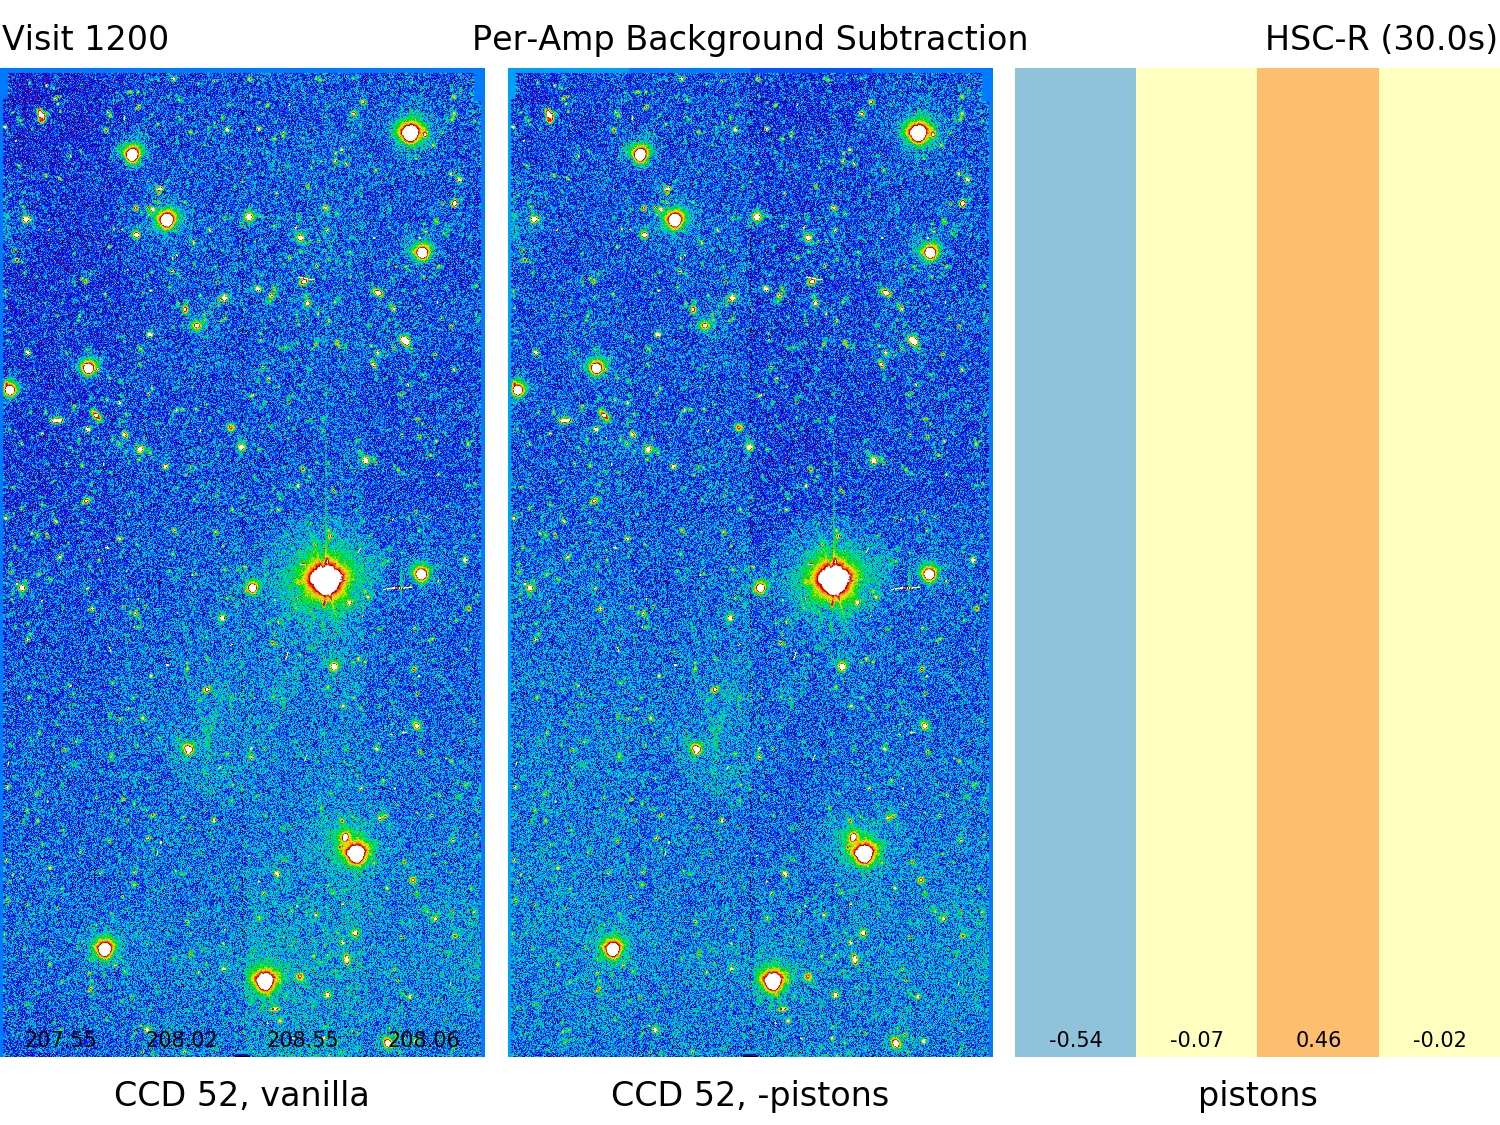 Visit 1200 Per-Amp Background Subtraction HSC-R (30.0s)
207.55 208.02 208.55 208.06 -0.54 -0.07 0.46 -0.02
CCD 52, vanilla CCD 52, -pistons pistons